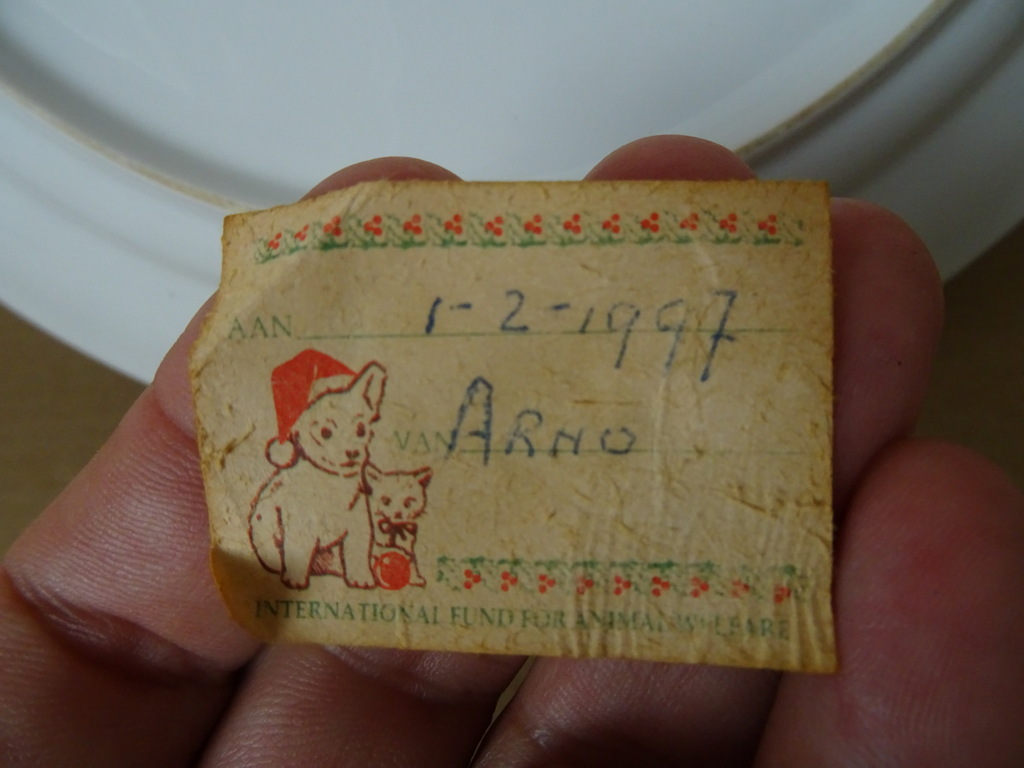 AAN 1-2-1997
VAN ARNO
INTERNATIONAL FUND FOR ANIMAL WELFARE